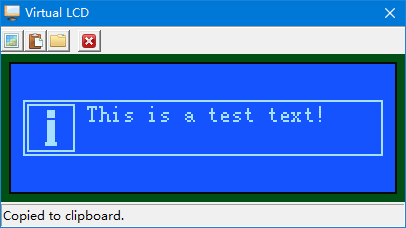 Virtual LCD
This is a test text!
Copied to clipboard.